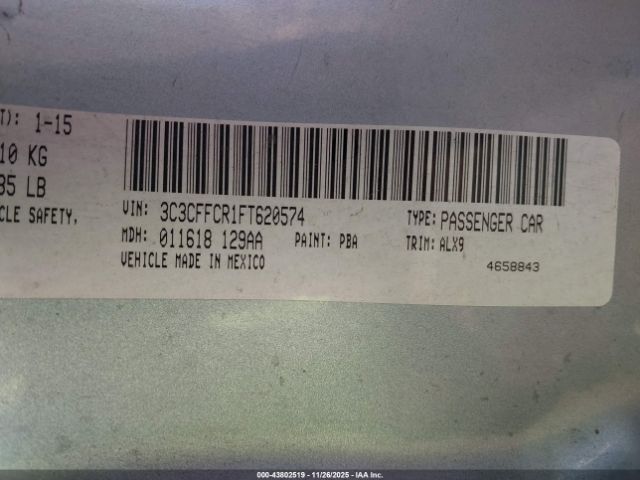 T): 1-15
10 KG
35 LB
CLE SAFETY,
VIN: 3C3CFFCR1FT620574
TYPE: PASSENGER CAR
MDH: 011618 129AA
PAINT: PBA
TRIM: ALX9
VEHICLE MADE IN MEXICO
4658843
000-43802519 | 11/26/2025 | IAA Inc.